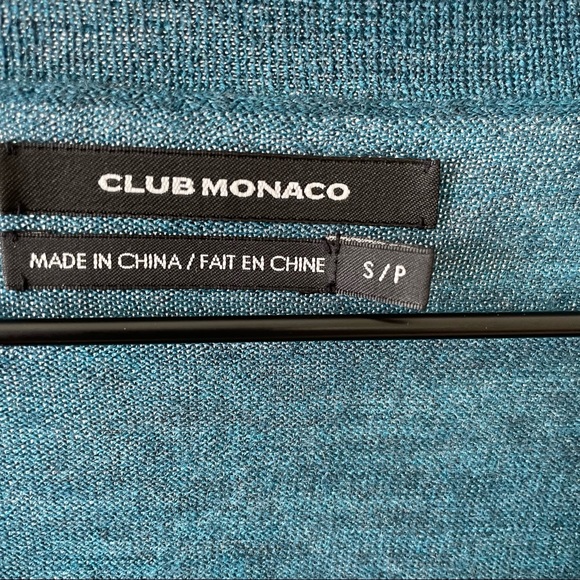 CLUB MONACO
MADE IN CHINA / FAIT EN CHINE
S / P